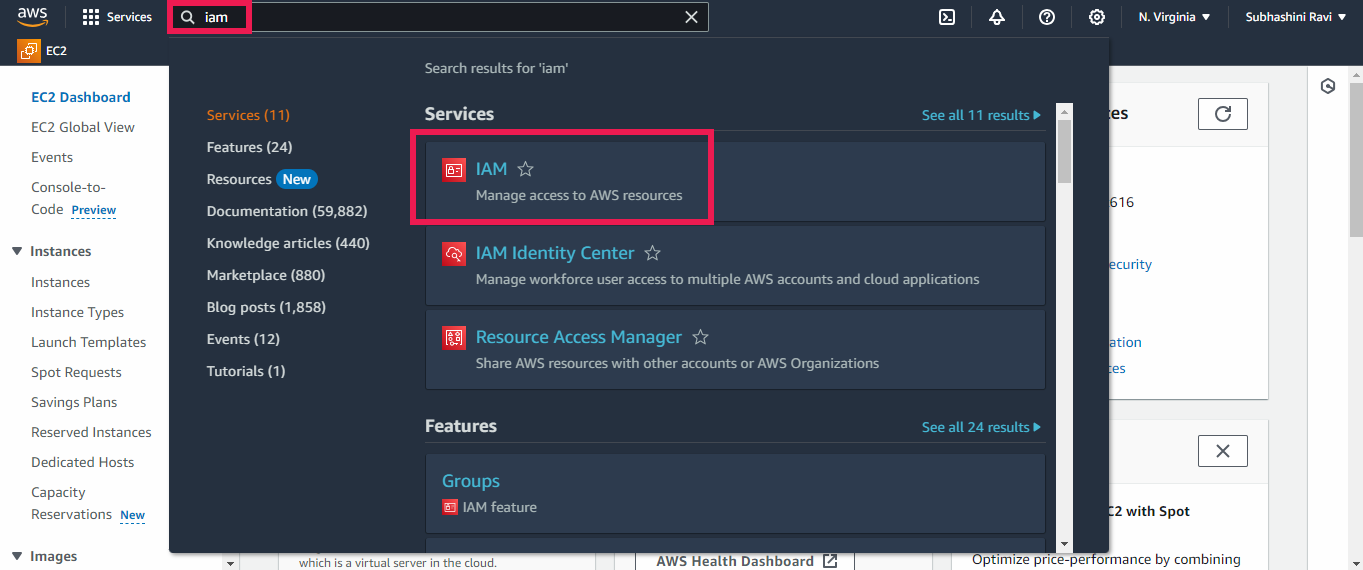 aws
Services
iam
N. Virginia
Subhashini Ravi
EC2
EC2 Dashboard
EC2 Global View
Events
Console-to-
Code Preview
Instances
Instances
Instance Types
Launch Templates
Spot Requests
Savings Plans
Reserved Instances
Dedicated Hosts
Capacity
Reservations New
Images
Search results for 'iam'
Services (11)
Features (24)
Resources New
Documentation (59,882)
Knowledge articles (440)
Marketplace (880)
Blog posts (1,858)
Events (12)
Tutorials (1)
Services
See all 11 results
IAM
Manage access to AWS resources
IAM Identity Center
Manage workforce user access to multiple AWS accounts and cloud applications
Resource Access Manager
Share AWS resources with other accounts or AWS Organizations
Features
See all 24 results
Groups
IAM feature
which is a virtual server in the cloud.
AWS Health Dashboard
es
616
ecurity
ation
ces
C2 with Spot
Optimize price-performance by combining